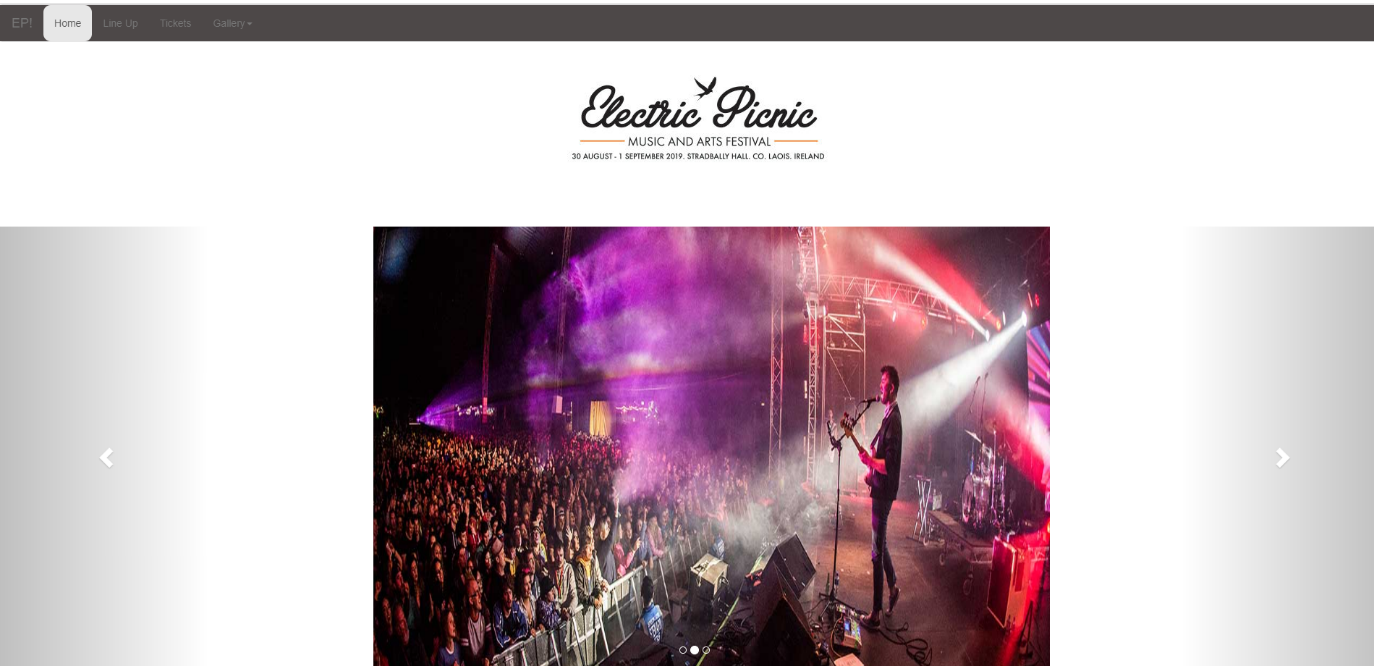 EP! Home Line Up Tickets Gallery
Electric Picnic
MUSIC AND ARTS FESTIVAL
30 AUGUST - 1 SEPTEMBER 2019. STRADBALLY HALL. CO. LAOIS. IRELAND